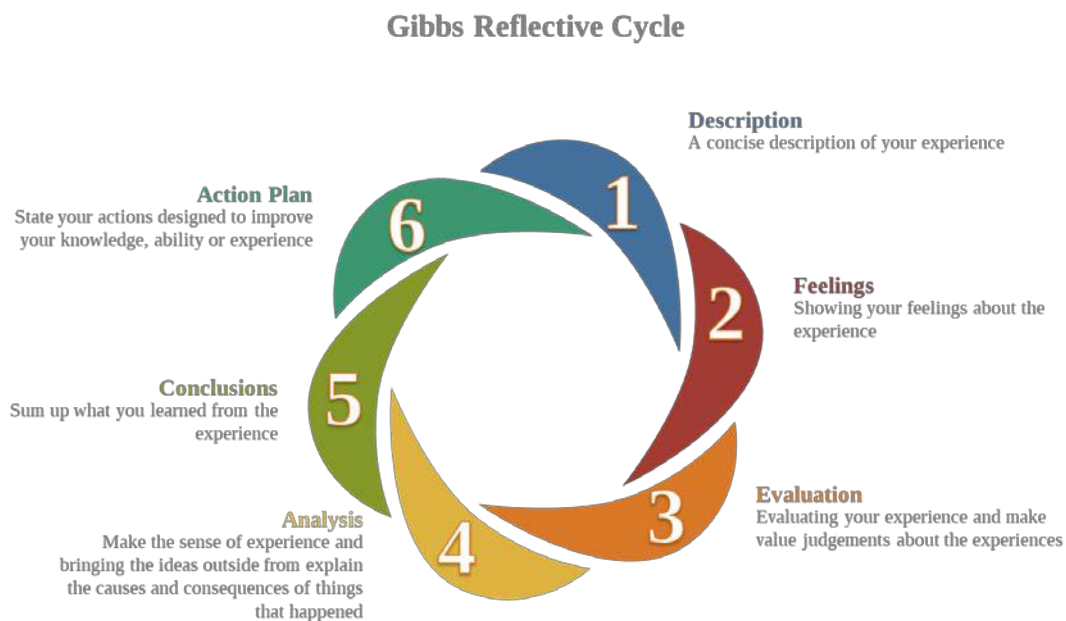 Gibbs Reflective Cycle
1
Description
A concise description of your experience
2
Feelings
Showing your feelings about the
experience
3
Evaluation
Evaluating your experience and make
value judgements about the experiences
4
Analysis
Make the sense of experience and
bringing the ideas outside from explain
the causes and consequences of things
that happened
5
Conclusions
Sum up what you learned from the
experience
6
Action Plan
State your actions designed to improve
your knowledge, ability or experience